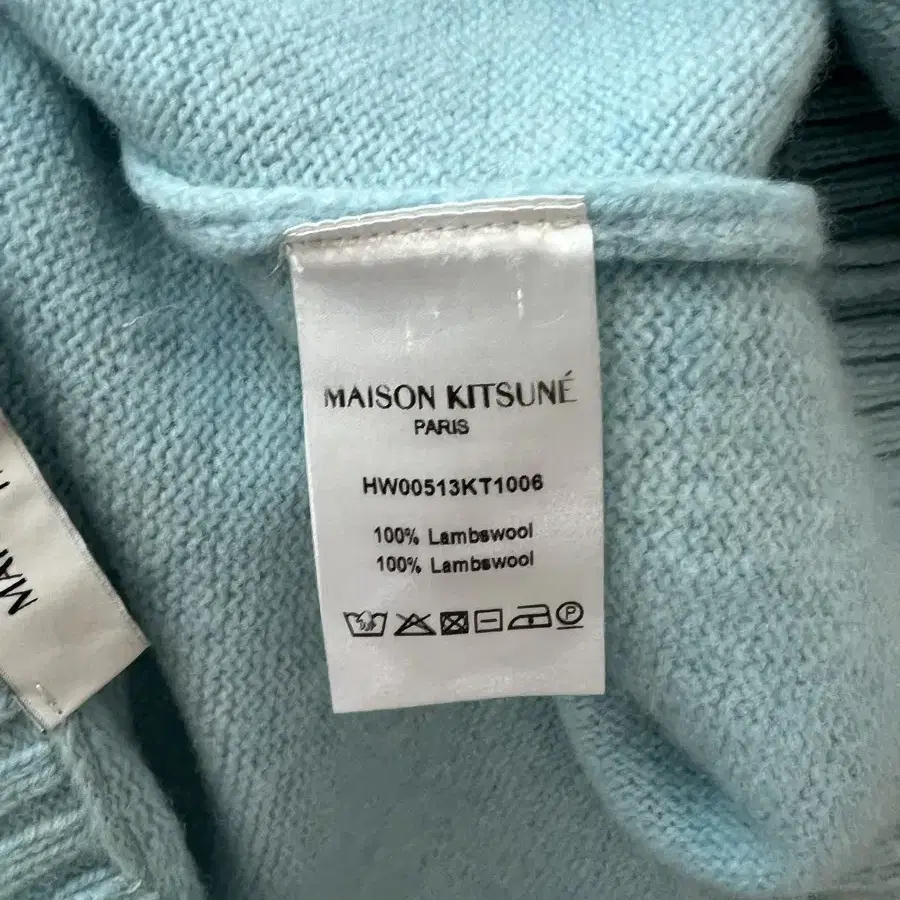 MAISON KITSUNÉ
PARIS
HW00513KT1006
100% Lambswool
100% Lambswool
P